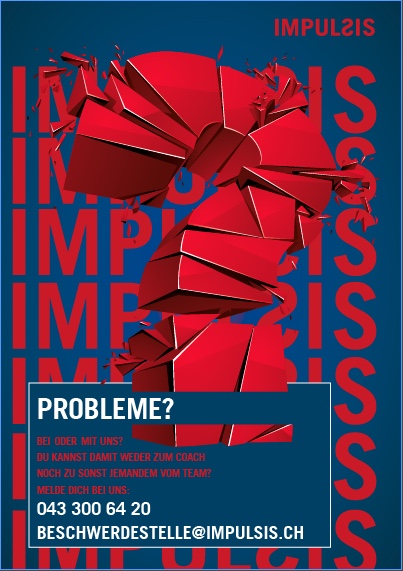 IMPULSIS
IMPULSIS
IMPULSIS
IMPULSIS
IMPULSIS
IMPULSIS
IMPULSIS
IMPULSIS
PROBLEME?
BEI ODER MIT UNS?
DU KANNST DAMIT WEDER ZUM COACH
NOCH ZU SONST JEMANDEM VOM TEAM?
MELDE DICH BEI UNS:
043 300 64 20
BESCHWERDESTELLE@IMPULSIS.CH